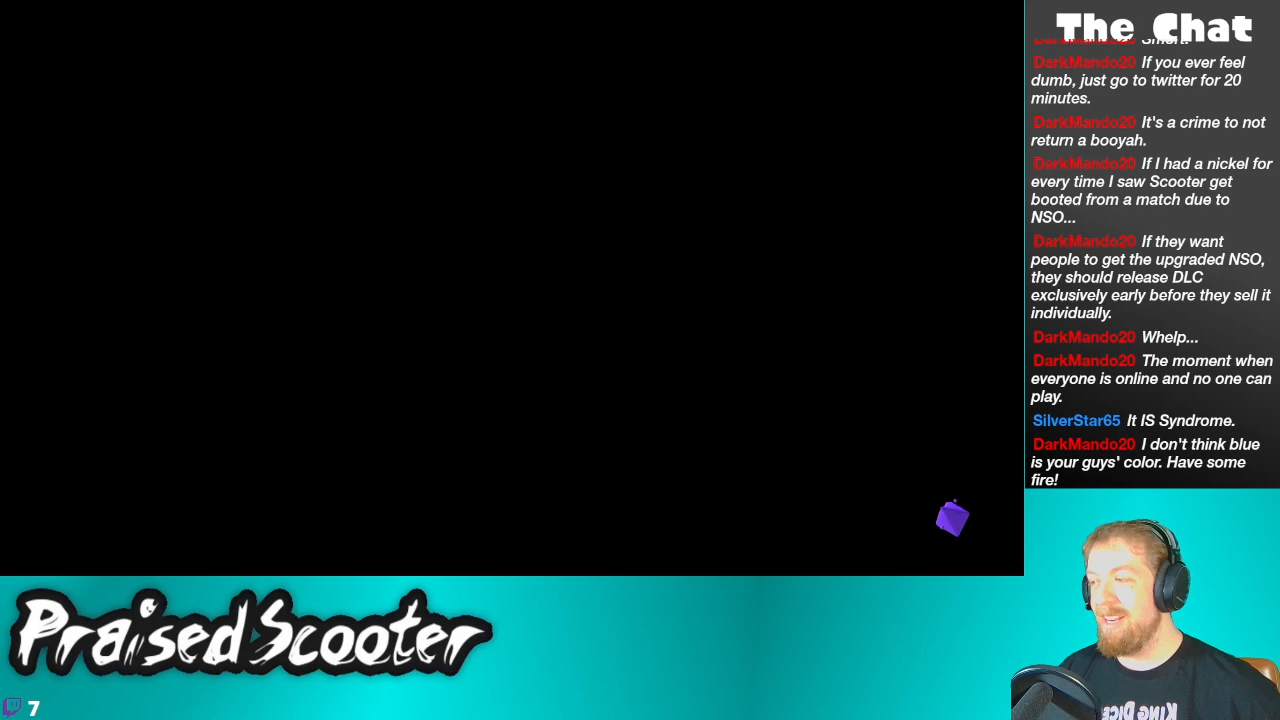 The Chat
DarkMando20 Smort.
DarkMando20 If you ever feel
dumb, just go to twitter for 20
minutes.
DarkMando20 It's a crime to not
return a booyah.
DarkMando20 If I had a nickel for
every time I saw Scooter get
booted from a match due to
NSO...
DarkMando20 If they want
people to get the upgraded NSO,
they should release DLC
exclusively early before they sell it
individually.
DarkMando20 Whelp...
DarkMando20 The moment when
everyone is online and no one can
play.
SilverStar65 It IS Syndrome.
DarkMando20 I don't think blue
is your guys' color. Have some
fire!
PraisedScooter
7
KING DICE